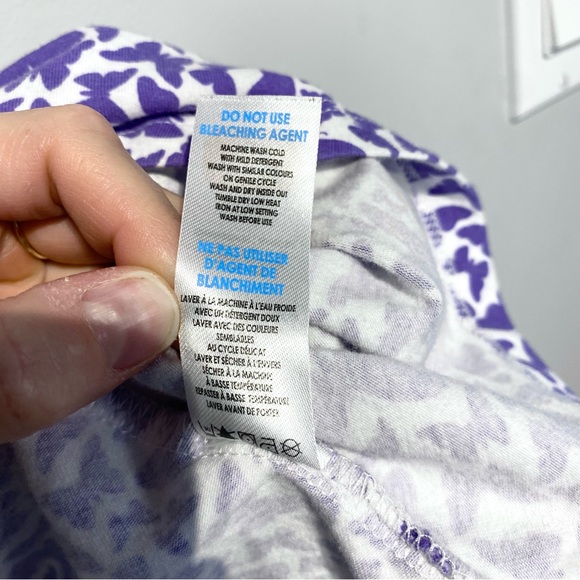 DO NOT USE
BLEACHING AGENT
MACHINE WASH COLD
WITH MILD DETERGENT
WASH WITH SIMILAR COLOURS
ON GENTLE CYCLE
WASH AND DRY INSIDE OUT
TUMBLE DRY LOW HEAT
IRON AT LOW SETTING
WASH BEFORE USE
NE PAS UTILISER
D'AGENT DE
BLANCHIMENT
LAVER À LA MACHINE À L'EAU FROIDE
AVEC UN DÉTERGENT DOUX
LAVER AVEC DES COULEURS
SEMBLABLES
AU CYCLE DÉLICAT
LAVER ET SÉCHER À L'ENVERS
SÉCHER À LA MACHINE
À BASSE TEMPÉRATURE
REPASSER À BASSE TEMPÉRATURE
LAVER AVANT DE PORTER